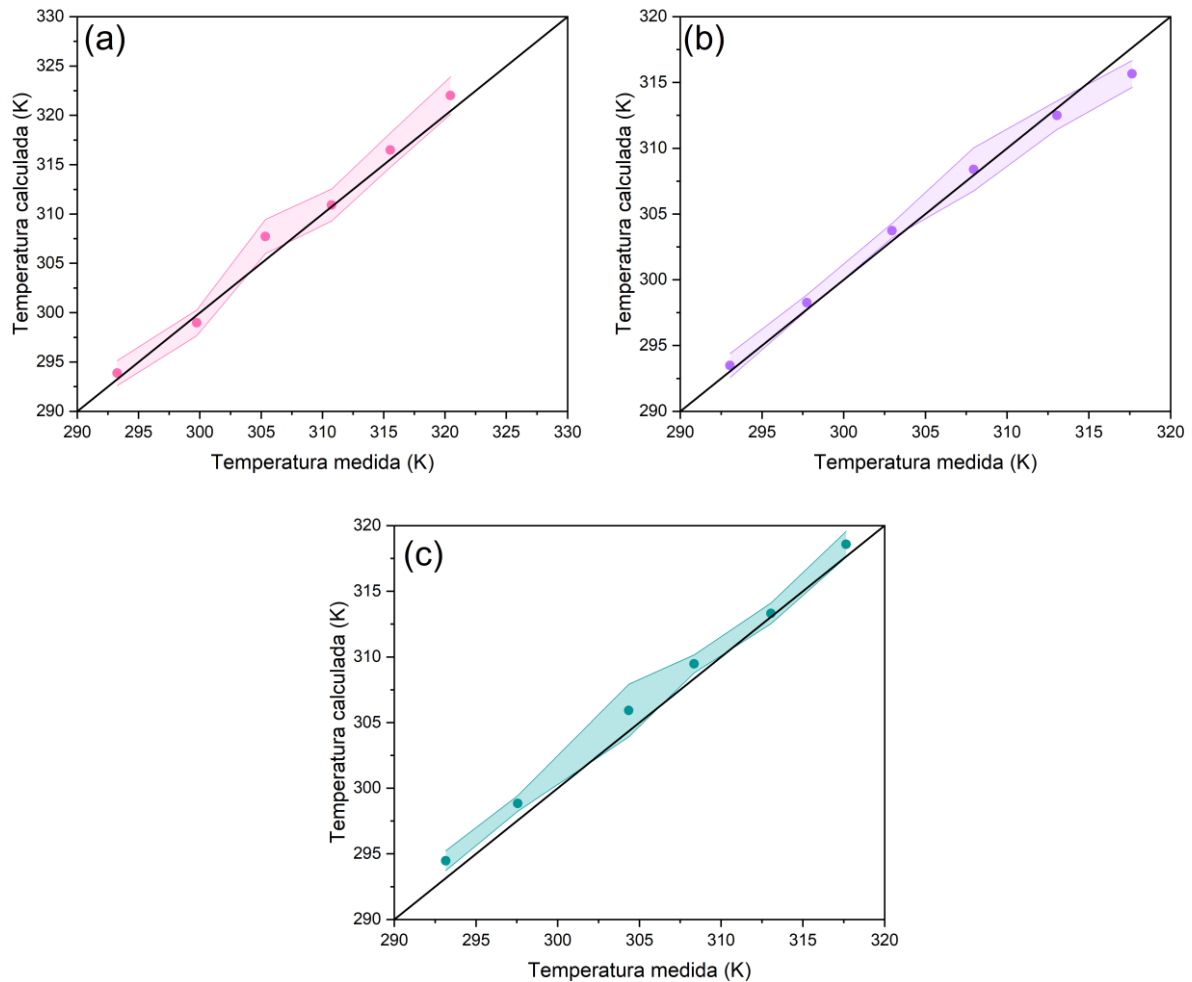 (a)
330
325
320
315
310
305
300
295
290
Temperatura calculada (K)
290 295 300 305 310 315 320 325 330
Temperatura medida (K)
(b)
320
315
310
305
300
295
290
Temperatura calculada (K)
290 295 300 305 310 315 320
Temperatura medida (K)
(c)
320
315
310
305
300
295
290
Temperatura calculada (K)
290 295 300 305 310 315 320
Temperatura medida (K)